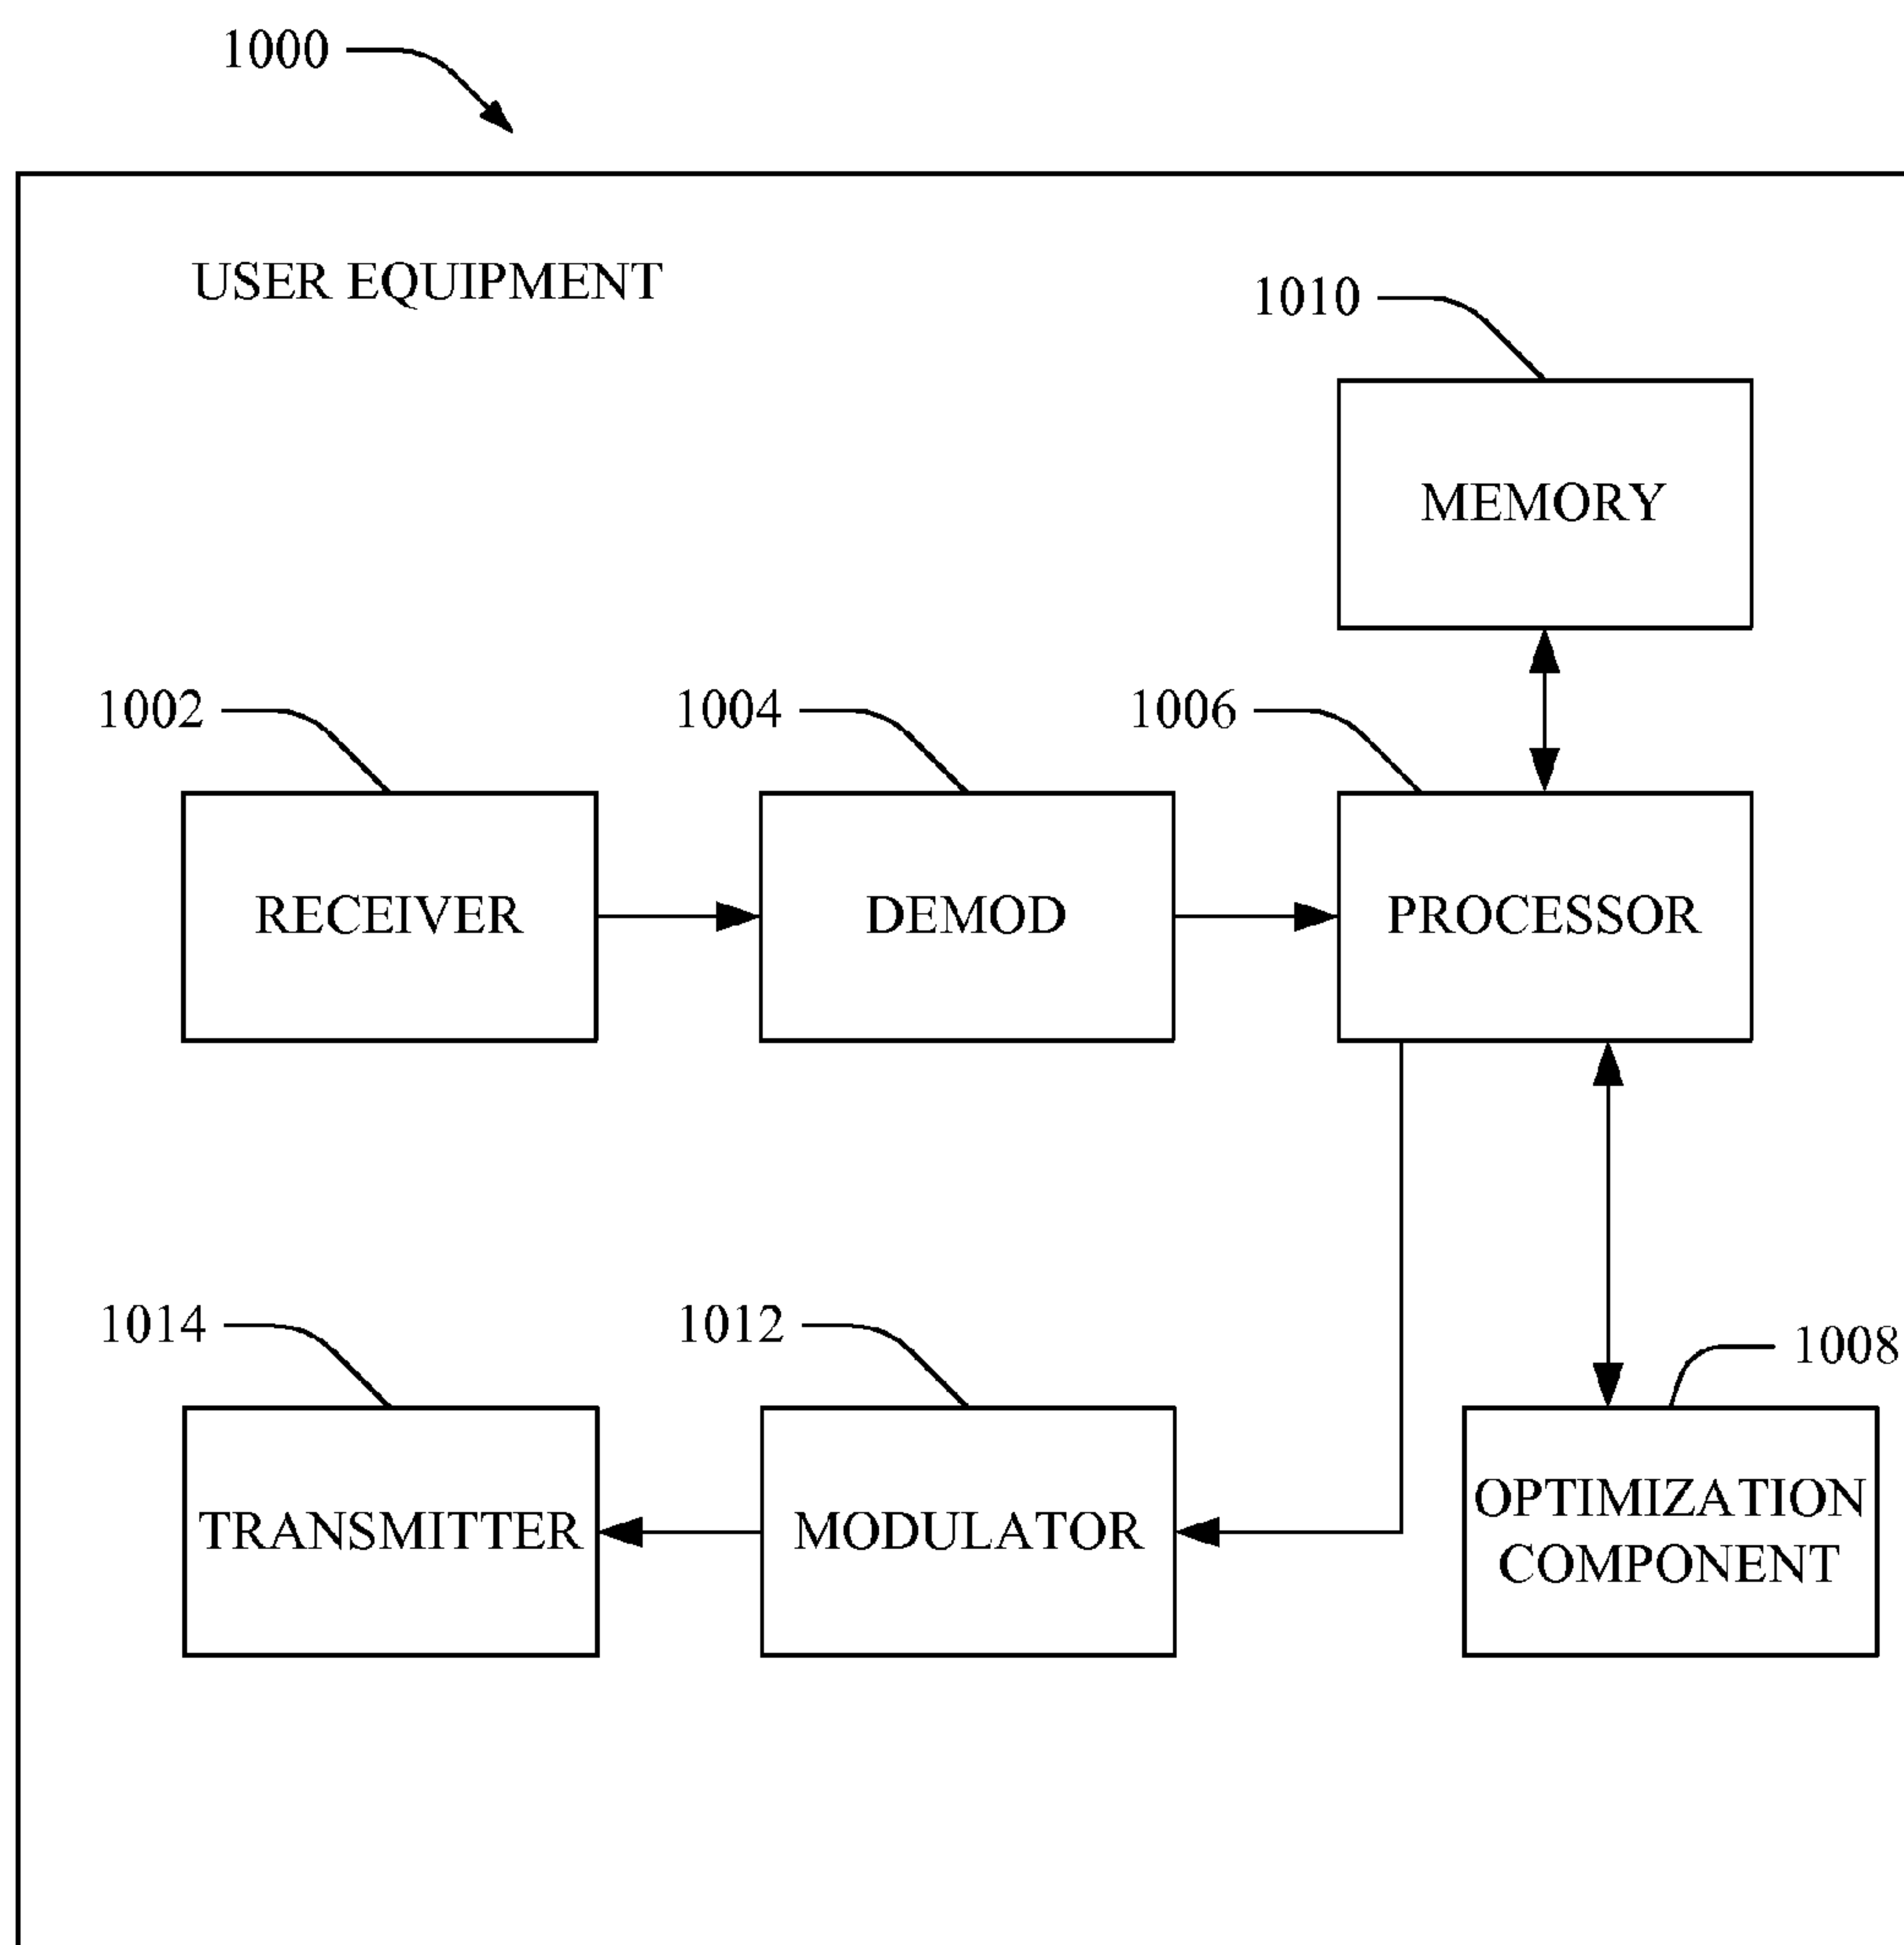 1000
USER EQUIPMENT
1010
MEMORY
1002
1004
1006
RECEIVER
DEMOD
PROCESSOR
1014
1012
1008
TRANSMITTER
MODULATOR
OPTIMIZATION
COMPONENT